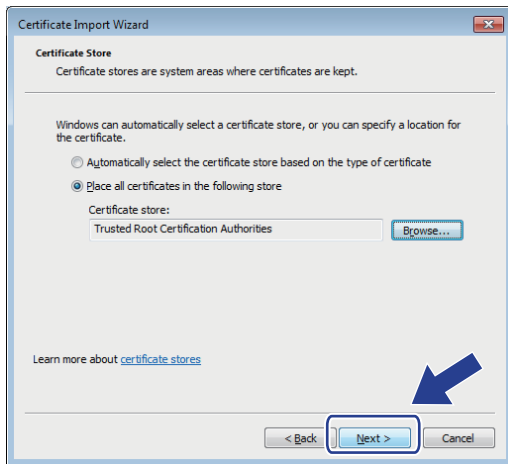 Certificate Import Wizard
Certificate Store
Certificate stores are system areas where certificates are kept.
Windows can automatically select a certificate store, or you can specify a location for
the certificate.
Automatically select the certificate store based on the type of certificate
Place all certificates in the following store
Certificate store:
Trusted Root Certification Authorities
Browse...
Learn more about certificate stores
< Back
Next >
Cancel